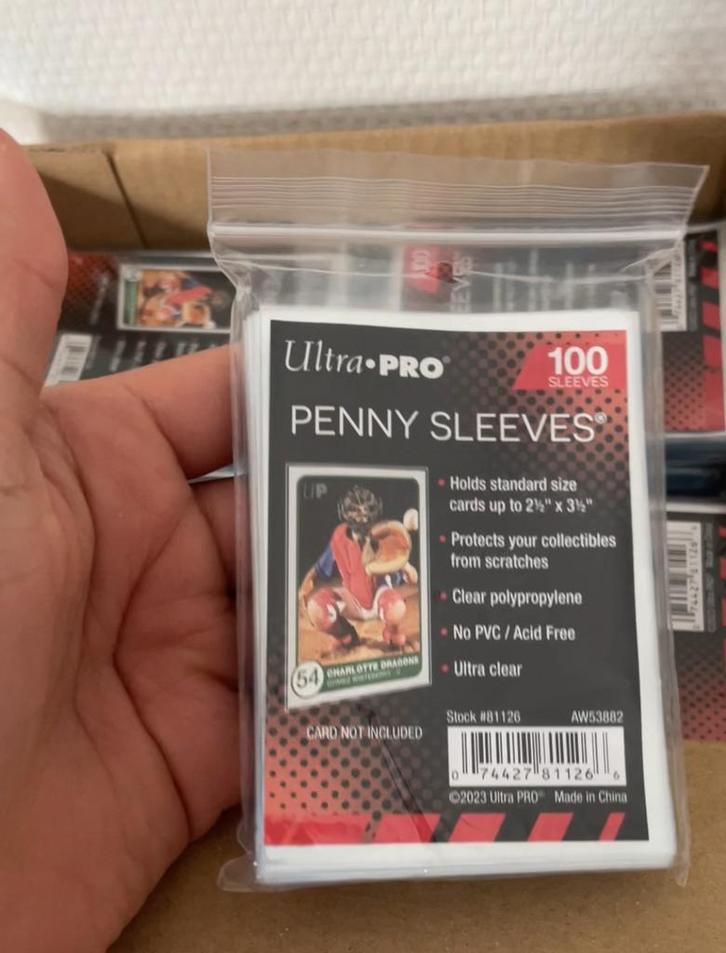 Ultra•PRO®
100
SLEEVES
PENNY SLEEVES®
UP
• Holds standard size
cards up to 2½" x 3½"
• Protects your collectibles
from scratches
• Clear polypropylene
• No PVC / Acid Free
• Ultra clear
54
CHARLOTTE DRAGONS
CARD NOT INCLUDED
Stock #81126
AW53882
0 74427 81126 6
©2023 Ultra PRO® Made in China
100